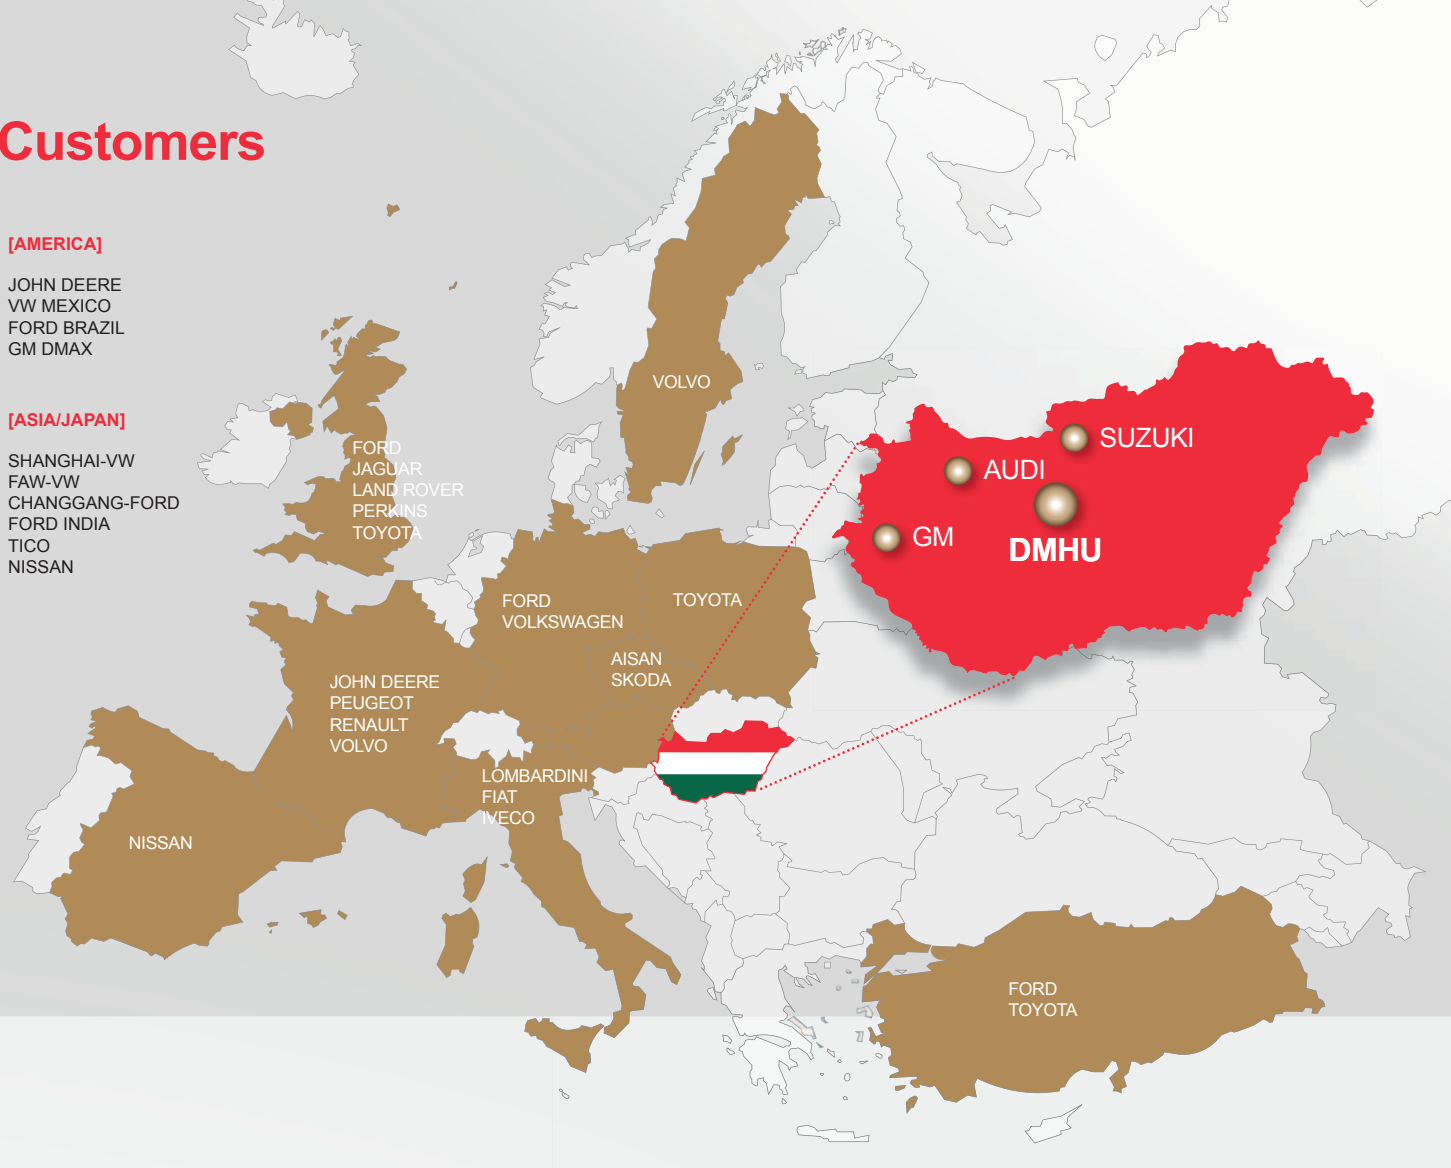 Customers
[AMERICA]
JOHN DEERE
VW MEXICO
FORD BRAZIL
GM DMAX
[ASIA/JAPAN]
SHANGHAI-VW
FAW-VW
CHANGGANG-FORD
FORD INDIA
TICO
NISSAN
VOLVO
FORD
JAGUAR
LAND ROVER
PERKINS
TOYOTA
SUZUKI
AUDI
GM
DMHU
FORD
VOLKSWAGEN
TOYOTA
AISAN
SKODA
JOHN DEERE
PEUGEOT
RENAULT
VOLVO
LOMBARDINI
FIAT
IVECO
NISSAN
FORD
TOYOTA